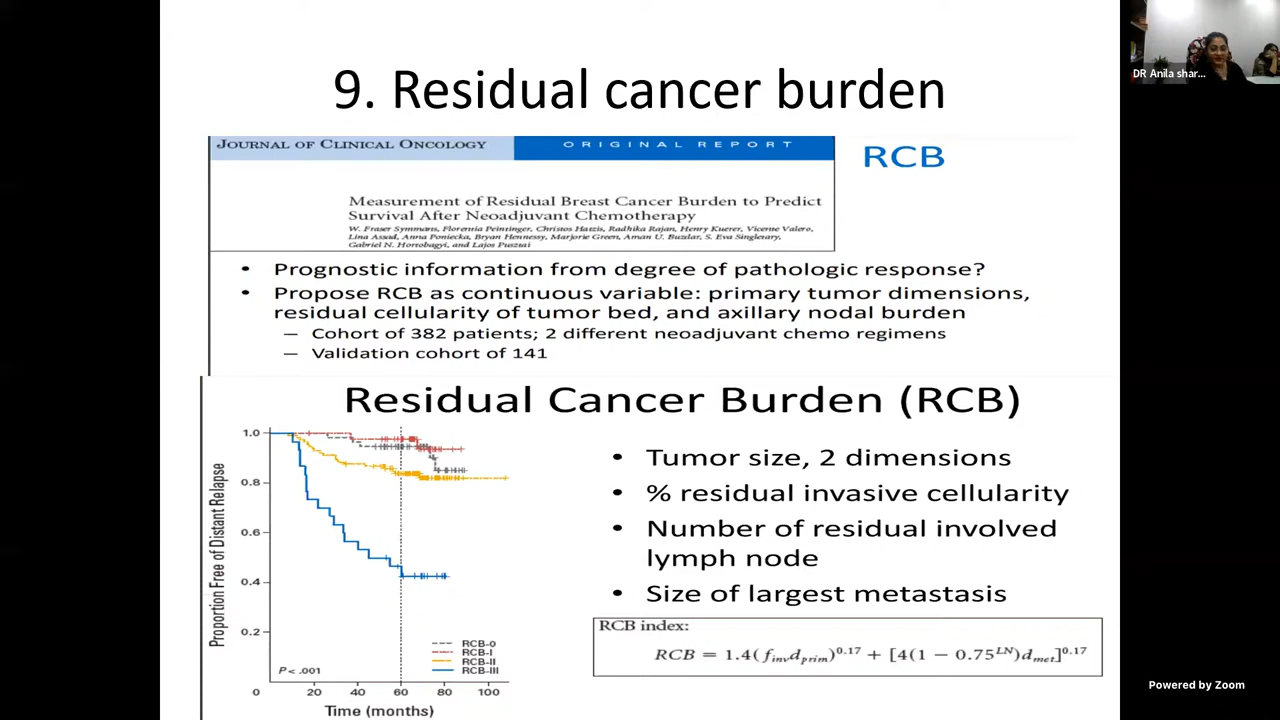 9. Residual cancer burden
DR Anila shar...
JOURNAL OF CLINICAL ONCOLOGY
ORIGINAL REPORT
RCB
Measurement of Residual Breast Cancer Burden to Predict
Survival After Neoadjuvant Chemotherapy
W. Fraser Symmans, Florentia Peintinger, Christos Hatzis, Radhika Rajan, Henry Kuerer, Vicente Valero,
Lina Assad, Anna Poniecka, Bryan Hennessy, Marjorie Green, Aman U. Buzdar, S. Eva Singletary,
Gabriel N. Hortobagyi, and Lajos Pusztai
• Prognostic information from degree of pathologic response?
• Propose RCB as continuous variable: primary tumor dimensions,
residual cellularity of tumor bed, and axillary nodal burden
— Cohort of 382 patients; 2 different neoadjuvant chemo regimens
— Validation cohort of 141
Residual Cancer Burden (RCB)
Proportion Free of Distant Relapse
1.0
0.8
0.6
0.4
0.2
0 20 40 60 80 100
Time (months)
P < .001
RCB-0
RCB-I
RCB-II
RCB-III
• Tumor size, 2 dimensions
• % residual invasive cellularity
• Number of residual involved
lymph node
• Size of largest metastasis
RCB index:
RCB = 1.4(f_inv d_prim)^0.17 + [4(1 − 0.75^LN)d_met]^0.17
Powered by Zoom